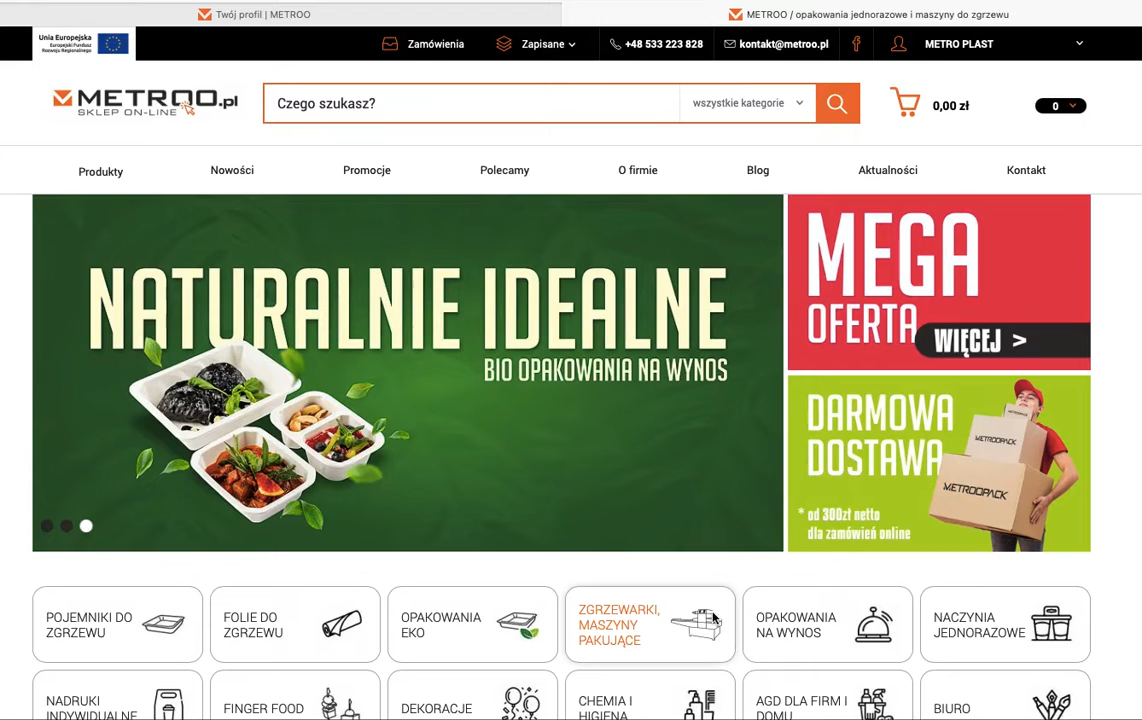 Twój profil | METROO
METROO / opakowania jednorazowe i maszyny do zgrzewu
Unia Europejska
Europejski Fundusz
Rozwoju Regionalnego
Zamówienia
Zapisane
+48 533 223 828
kontakt@metroo.pl
METRO PLAST
METROO.pl
SKLEP ON-LINE
Czego szukasz?
wszystkie kategorie
0,00 zł
0
Produkty
Nowości
Promocje
Polecamy
O firmie
Blog
Aktualności
Kontakt
NATURALNIE IDEALNE
BIO OPAKOWANIA NA WYNOS
MEGA
OFERTA
WIĘCEJ >
DARMOWA
DOSTAWA
* od 300zł netto
dla zamówień online
METROOPACK
METROOPACK
METROOPACK
POJEMNIKI DO
ZGRZEWU
FOLIE DO
ZGRZEWU
OPAKOWANIA
EKO
ZGRZEWARKI,
MASZYNY
PAKUJĄCE
OPAKOWANIA
NA WYNOS
NACZYNIA
JEDNORAZOWE
NADRUKI
INDYWIDUALNE
FINGER FOOD
DEKORACJE
CHEMIA I
HIGIENA
AGD DLA FIRM I
DOMU
BIURO